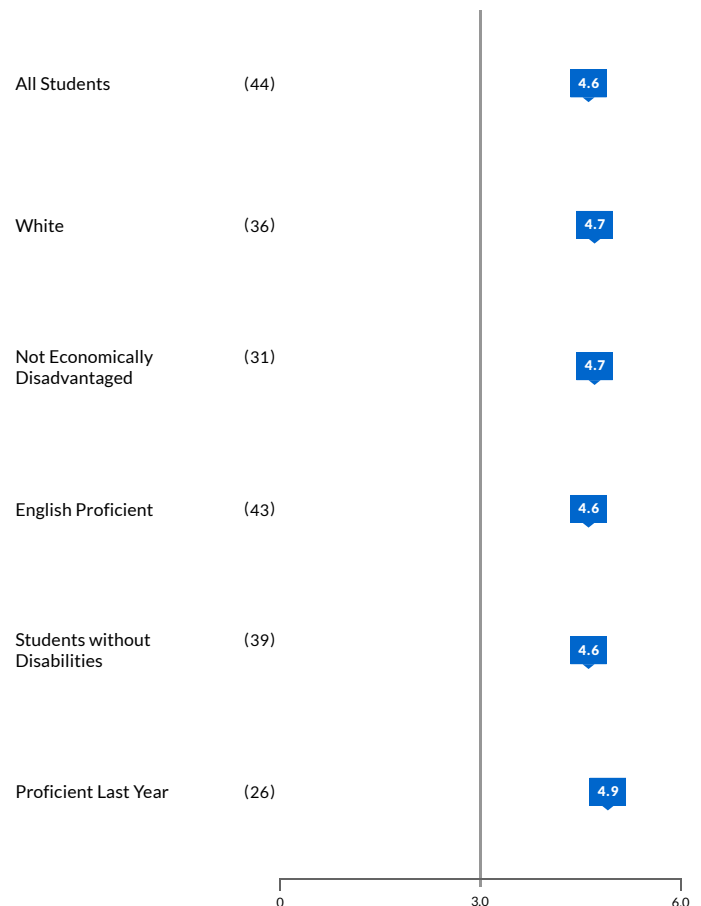 All Students (44) 4.6
White (36) 4.7
Not Economically (31) 4.7
Disadvantaged
English Proficient (43) 4.6
Students without (39) 4.6
Disabilities
Proficient Last Year (26) 4.9
0 3.0 6.0